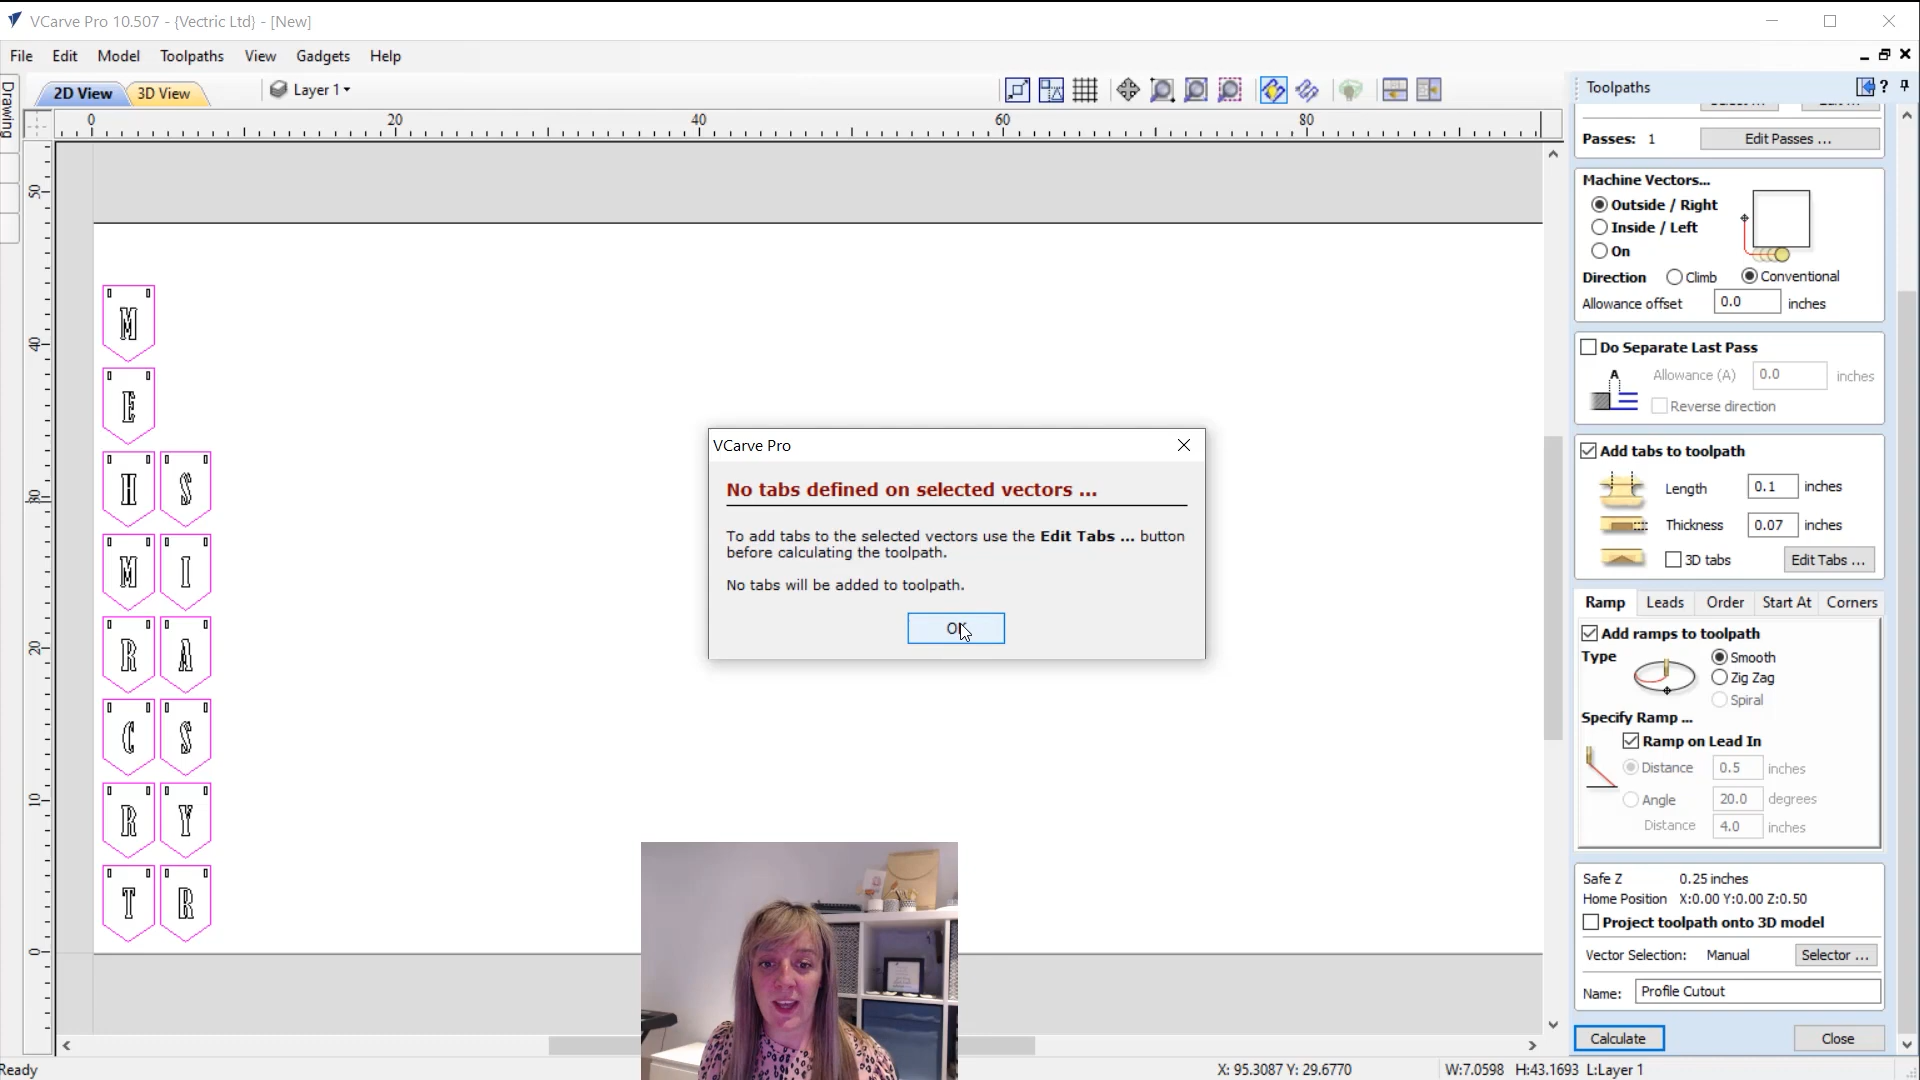 VCarve Pro 10.507 - {Vectric Ltd} - [New]
File Edit Model Toolpaths View Gadgets Help
Drawing
2D View 3D View Layer 1
0 20 40 60 80
50
40
30
20
10
0
M
E
H S
M I
R A
C S
R Y
T R
VCarve Pro
No tabs defined on selected vectors ...
To add tabs to the selected vectors use the Edit Tabs ... button
before calculating the toolpath.
No tabs will be added to toolpath.
OK
Toolpaths
Passes: 1 Edit Passes ...
Machine Vectors...
Outside / Right
Inside / Left
On
Direction Climb Conventional
Allowance offset 0.0 inches
Do Separate Last Pass
A Allowance (A) 0.0 inches
Reverse direction
Add tabs to toolpath
Length 0.1 inches
Thickness 0.07 inches
3D tabs Edit Tabs ...
Ramp Leads Order Start At Corners
Add ramps to toolpath
Type Smooth
Zig Zag
Spiral
Specify Ramp ...
Ramp on Lead In
Distance 0.5 inches
Angle 20.0 degrees
Distance 4.0 inches
Safe Z 0.25 inches
Home Position X:0.00 Y:0.00 Z:0.50
Project toolpath onto 3D model
Vector Selection: Manual Selector ...
Name: Profile Cutout
Calculate Close
Ready X: 95.3087 Y: 29.6770 W:7.0598 H:43.1693 L:Layer 1